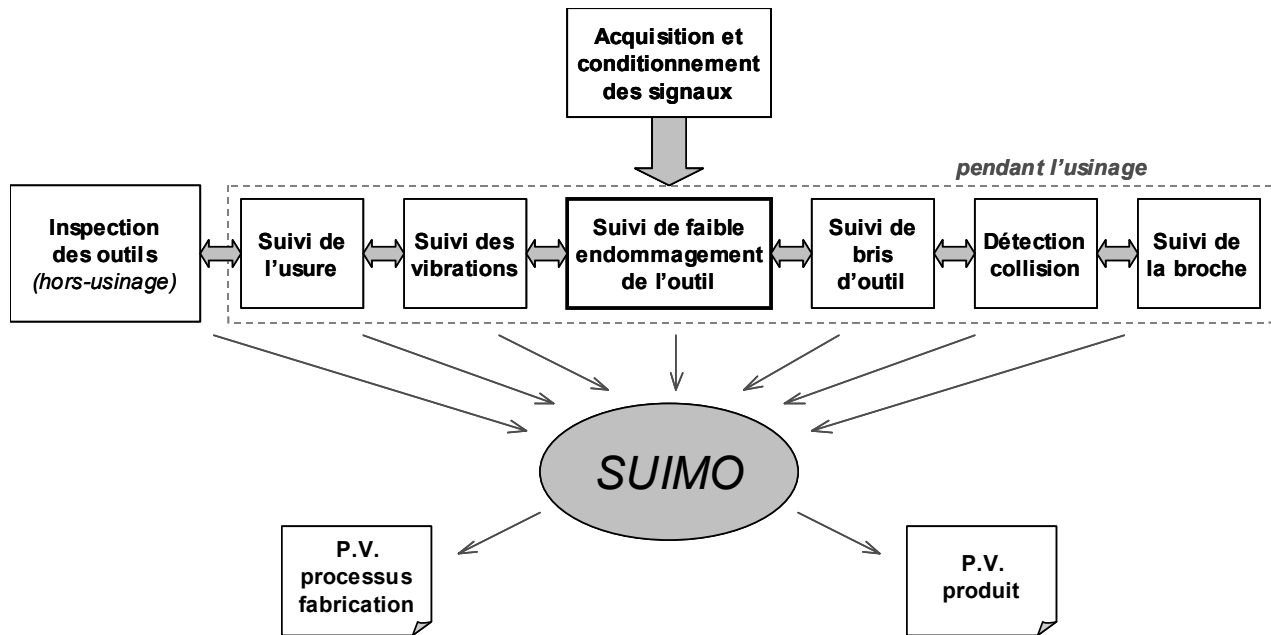 Acquisition et
conditionnement
des signaux
pendant l'usinage
Inspection
des outils
(hors-usinage)
Suivi de
l'usure
Suivi des
vibrations
Suivi de faible
endommagement
de l'outil
Suivi de
bris
d'outil
Détection
collision
Suivi de
la broche
SUIMO
P.V.
processus
fabrication
P.V.
produit